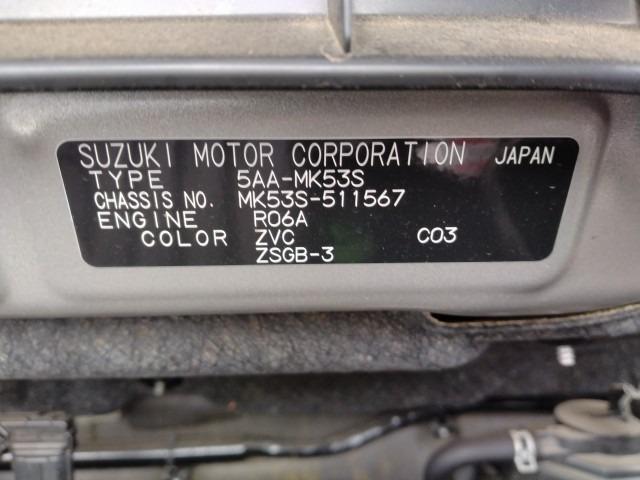 SUZUKI MOTOR CORPORATION JAPAN
TYPE 5AA-MK53S
CHASSIS NO. MK53S-511567
ENGINE R06A
COLOR ZVC C03
ZSGB-3